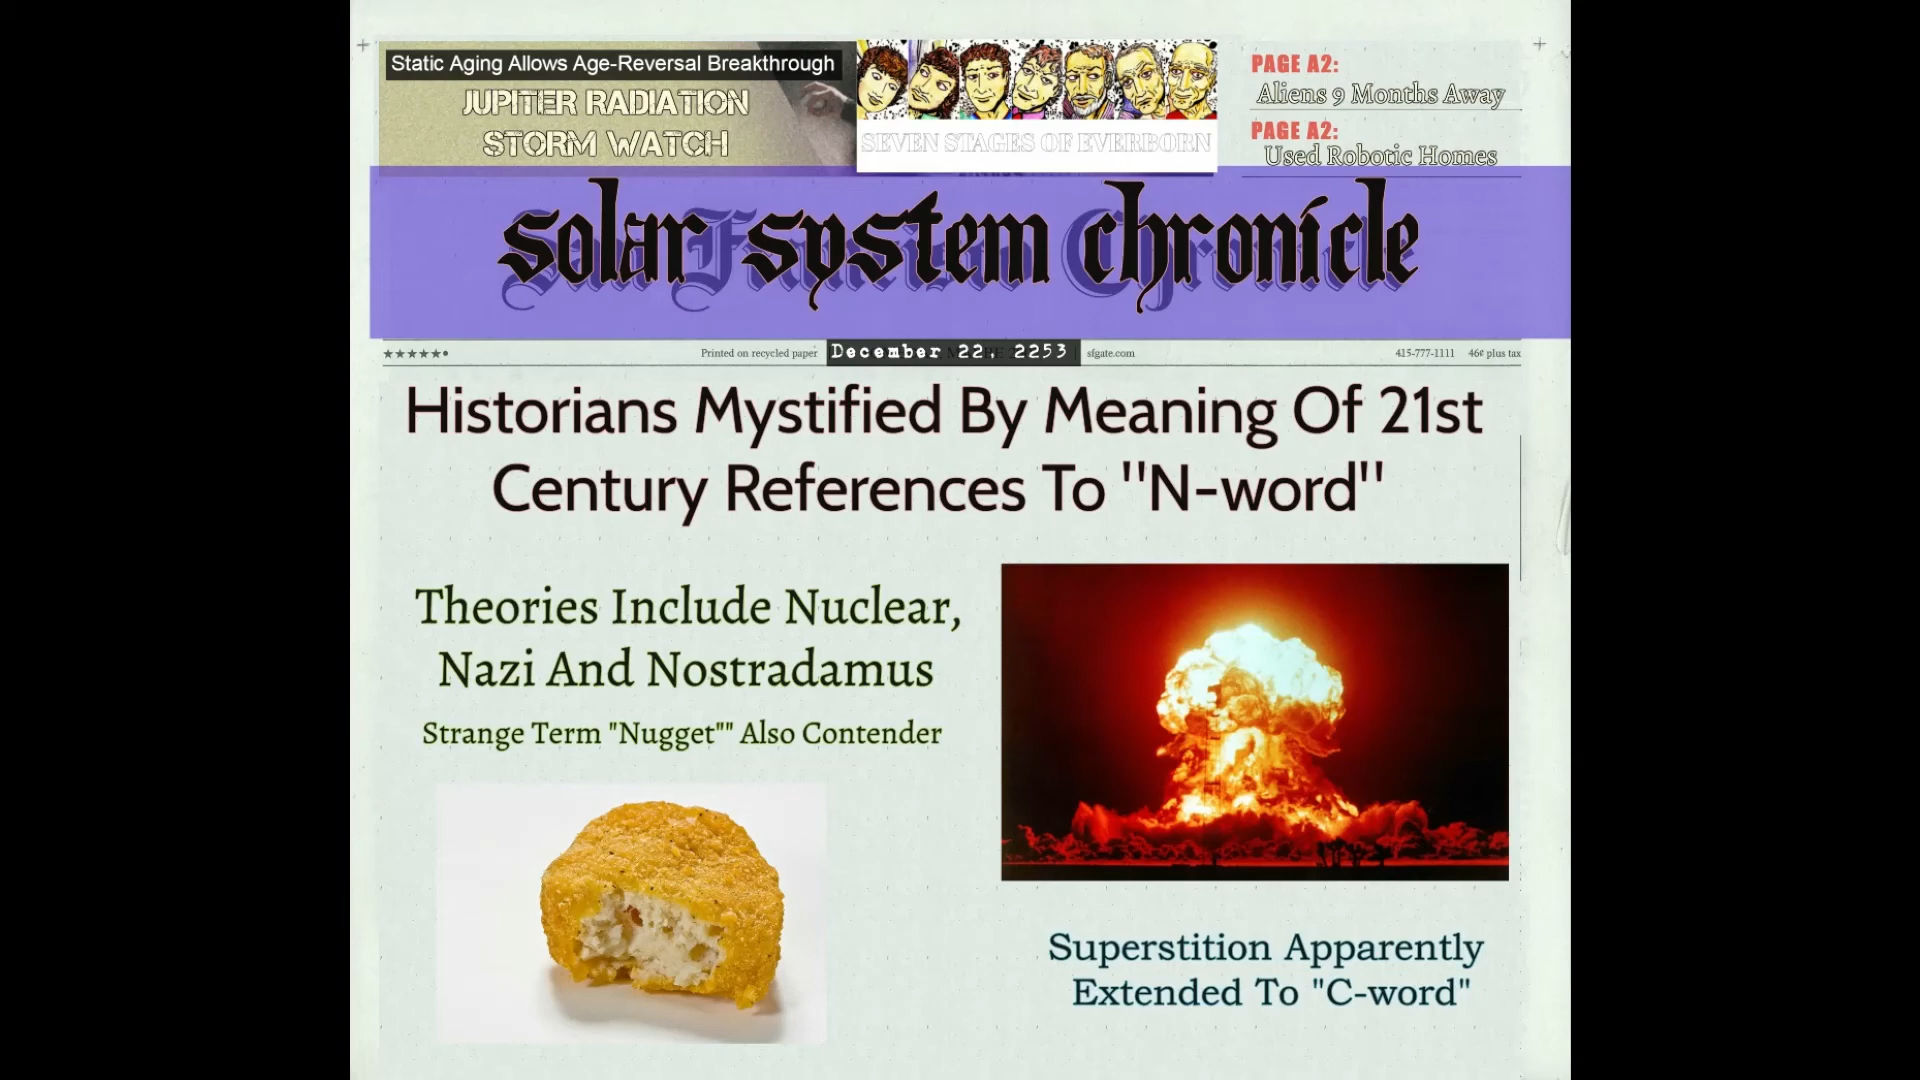 Static Aging Allows Age-Reversal Breakthrough
JUPITER RADIATION
STORM WATCH
SEVEN STAGES OF EVERBORN
PAGE A2:
Aliens 9 Months Away
PAGE A2:
Used Robotic Homes
solar system chronicle
★★★★★• Printed on recycled paper December 22, 2253 sfgate.com 415-777-1111 46¢ plus tax
Historians Mystified By Meaning Of 21st
Century References To "N-word"
Theories Include Nuclear,
Nazi And Nostradamus
Strange Term "Nugget"" Also Contender
Superstition Apparently
Extended To "C-word"